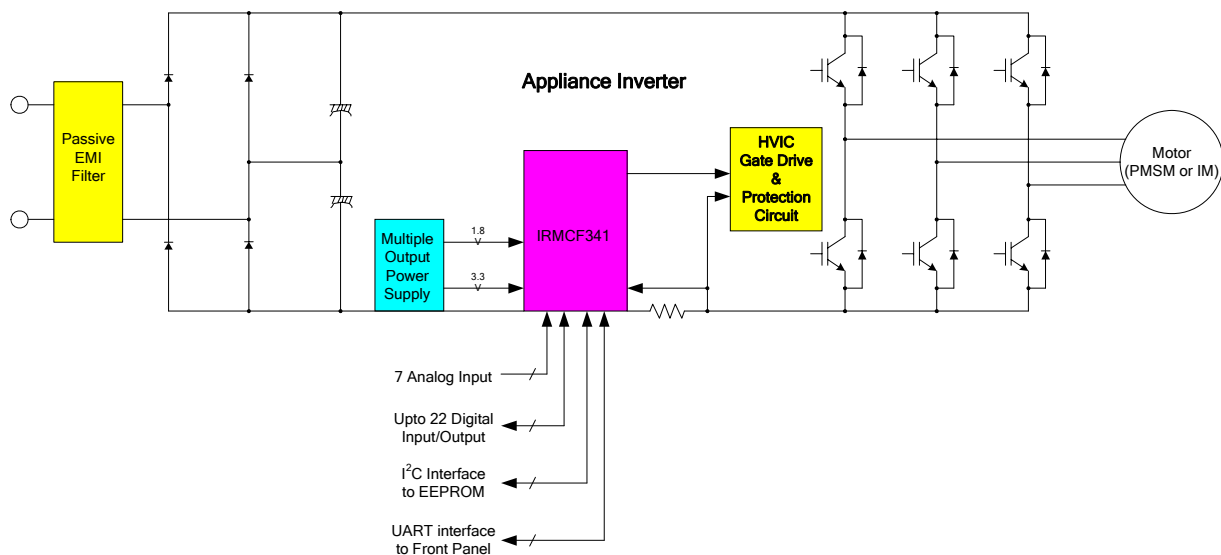 Appliance Inverter
Passive
EMI
Filter
HVIC
Gate Drive
&
Protection
Circuit
Motor
(PMSM or IM)
IRMCF341
Multiple
Output
Power
Supply
1.8
V
3.3
V
7 Analog Input
Upto 22 Digital
Input/Output
I²C Interface
to EEPROM
UART interface
to Front Panel